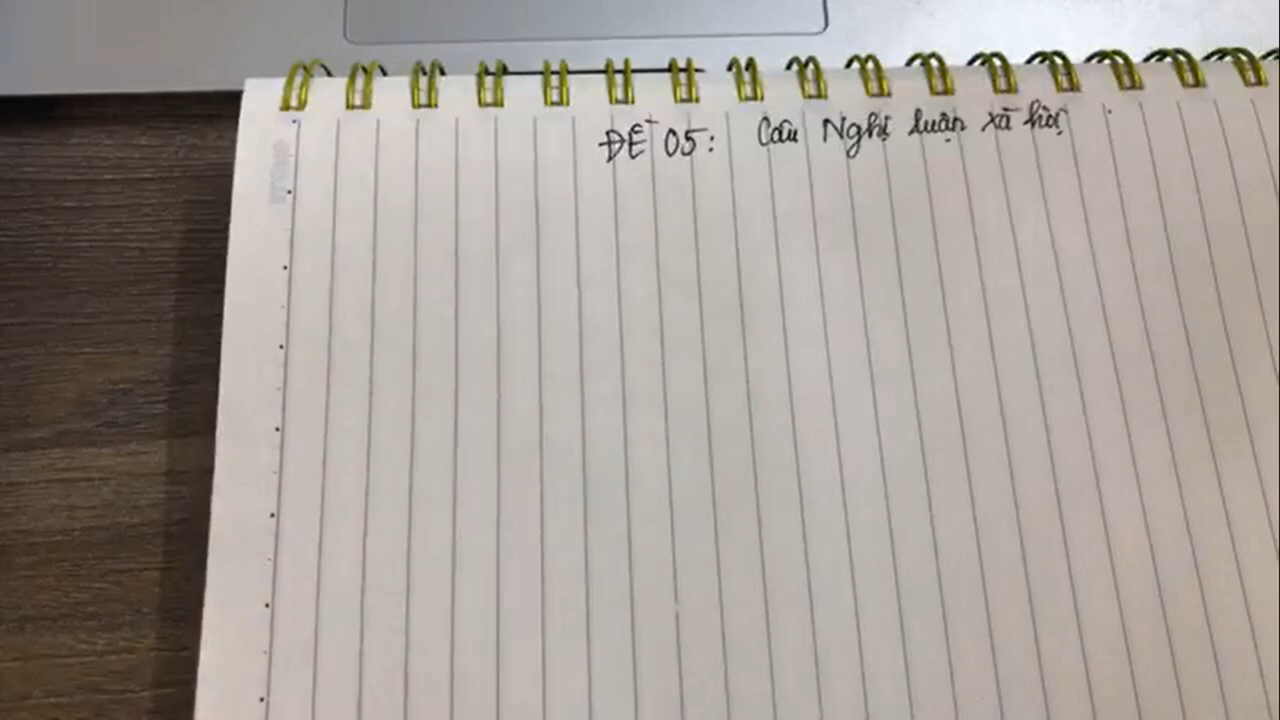 ĐỀ 05: Câu Nghị luận xã hội